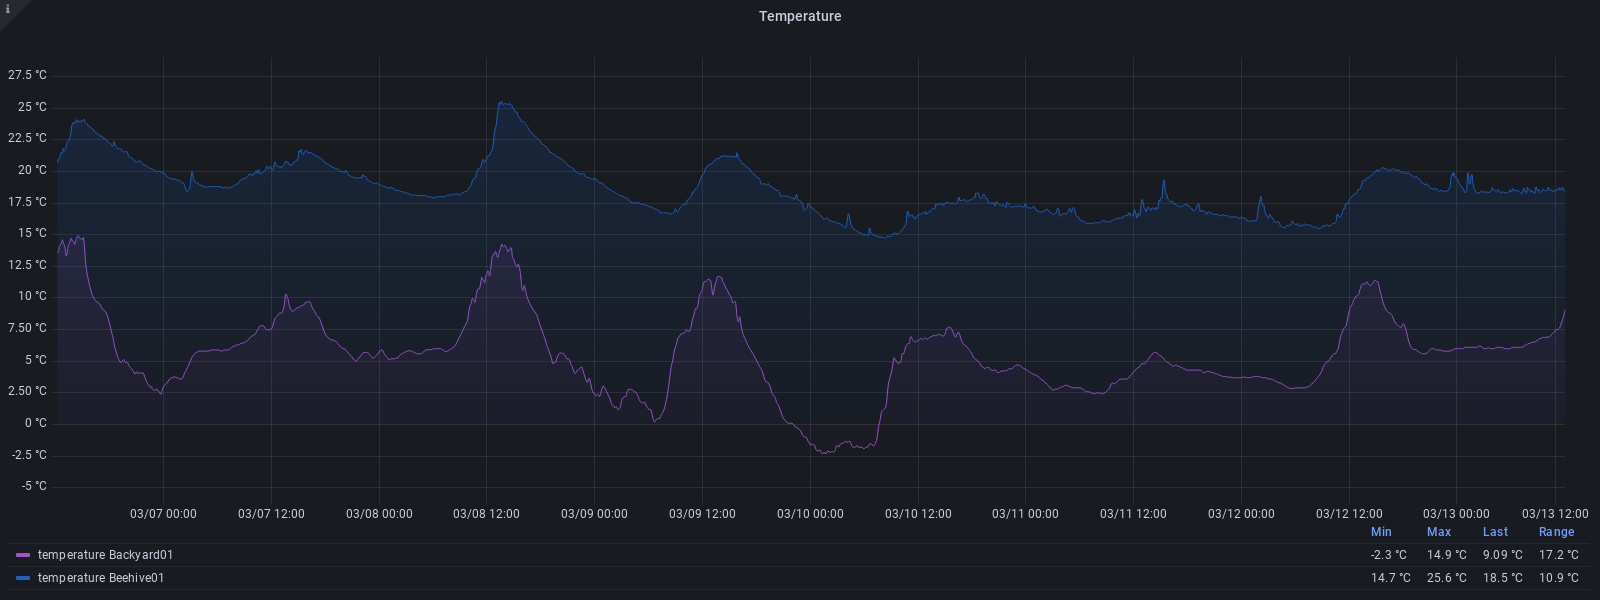 i
Temperature
27.5 °C
25 °C
22.5 °C
20 °C
17.5 °C
15 °C
12.5 °C
10 °C
7.50 °C
5 °C
2.50 °C
0 °C
-2.5 °C
-5 °C
03/07 00:00 03/07 12:00 03/08 00:00 03/08 12:00 03/09 00:00 03/09 12:00 03/10 00:00 03/10 12:00 03/11 00:00 03/11 12:00 03/12 00:00 03/12 12:00 03/13 00:00 03/13 12:00
Min Max Last Range
temperature Backyard01 -2.3 °C 14.9 °C 9.09 °C 17.2 °C
temperature Beehive01 14.7 °C 25.6 °C 18.5 °C 10.9 °C